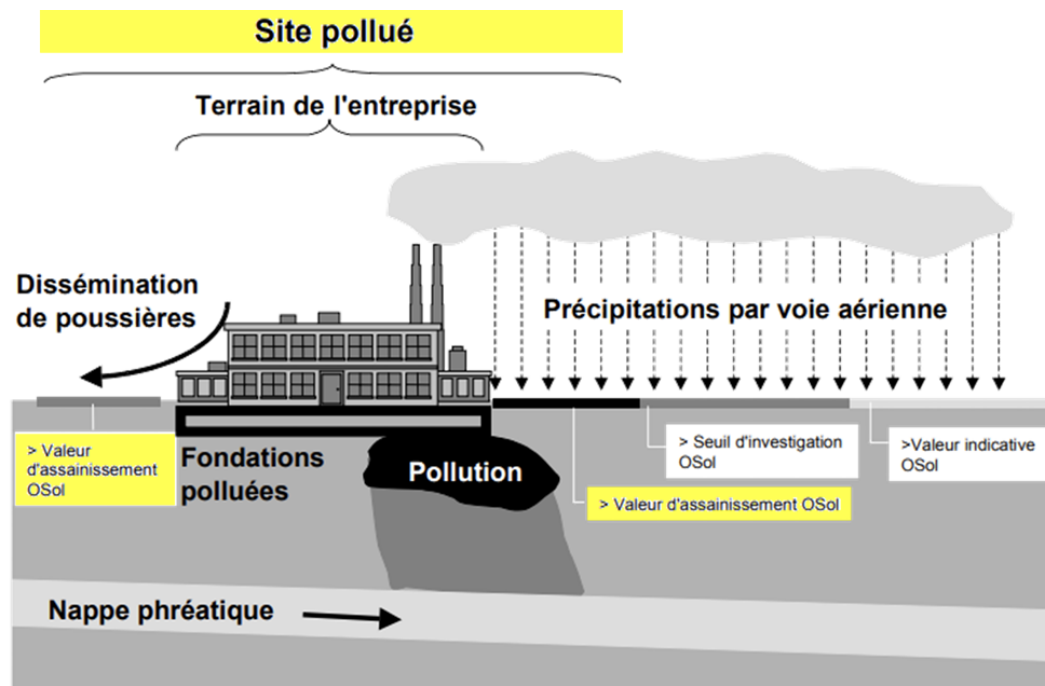 Site pollué
Terrain de l'entreprise
Dissémination
de poussières
Précipitations par voie aérienne
> Valeur
d'assainissement
OSol
Fondations
polluées
Pollution
> Seuil d'investigation
OSol
>Valeur indicative
OSol
> Valeur d'assainissement OSol
Nappe phréatique